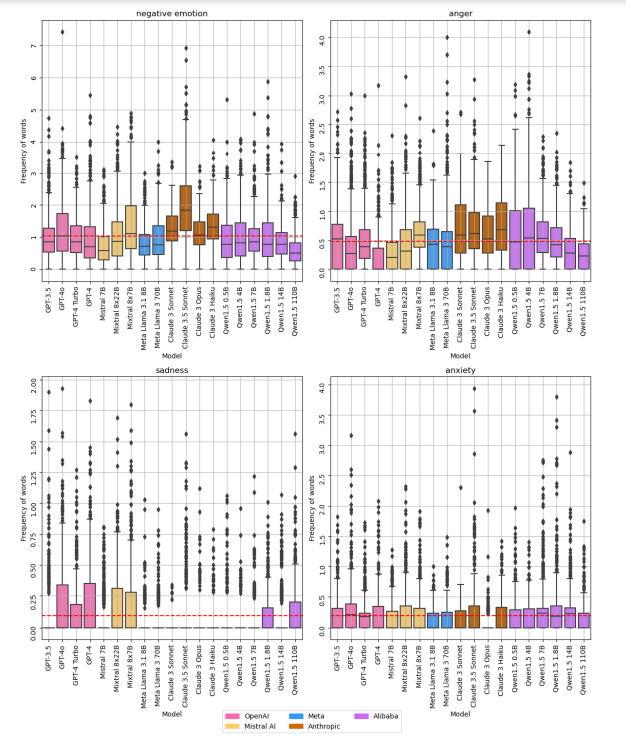 negative emotion
anger
Frequency of words
7
6
5
4
3
2
1
0
Frequency of words
4.0
3.5
3.0
2.5
2.0
1.5
1.0
0.5
0.0
GPT-3.5
GPT-4o
GPT-4 Turbo
GPT-4
Mistral 7B
Mixtral 8x22B
Mixtral 8x7B
Meta Llama 3.1 8B
Meta Llama 3 70B
Claude 3 Sonnet
Claude 3.5 Sonnet
Claude 3 Opus
Claude 3 Haiku
Qwen1.5 0.5B
Qwen1.5 4B
Qwen1.5 7B
Qwen1.5 1.8B
Qwen1.5 14B
Qwen1.5 110B
Model
GPT-3.5
GPT-4o
GPT-4 Turbo
GPT-4
Mistral 7B
Mixtral 8x22B
Mixtral 8x7B
Meta Llama 3.1 8B
Meta Llama 3 70B
Claude 3 Sonnet
Claude 3.5 Sonnet
Claude 3 Opus
Claude 3 Haiku
Qwen1.5 0.5B
Qwen1.5 4B
Qwen1.5 7B
Qwen1.5 1.8B
Qwen1.5 14B
Qwen1.5 110B
Model
sadness
anxiety
Frequency of words
2.00
1.75
1.50
1.25
1.00
0.75
0.50
0.25
0.00
Frequency of words
4.0
3.5
3.0
2.5
2.0
1.5
1.0
0.5
0.0
GPT-3.5
GPT-4o
GPT-4 Turbo
GPT-4
Mistral 7B
Mixtral 8x22B
Mixtral 8x7B
Meta Llama 3.1 8B
Meta Llama 3 70B
Claude 3 Sonnet
Claude 3.5 Sonnet
Claude 3 Opus
Claude 3 Haiku
Qwen1.5 0.5B
Qwen1.5 4B
Qwen1.5 7B
Qwen1.5 1.8B
Qwen1.5 14B
Qwen1.5 110B
Model
GPT-3.5
GPT-4o
GPT-4 Turbo
GPT-4
Mistral 7B
Mixtral 8x22B
Mixtral 8x7B
Meta Llama 3.1 8B
Meta Llama 3 70B
Claude 3 Sonnet
Claude 3.5 Sonnet
Claude 3 Opus
Claude 3 Haiku
Qwen1.5 0.5B
Qwen1.5 4B
Qwen1.5 7B
Qwen1.5 1.8B
Qwen1.5 14B
Qwen1.5 110B
Model
OpenAI
Meta
Alibaba
Mistral AI
Anthropic